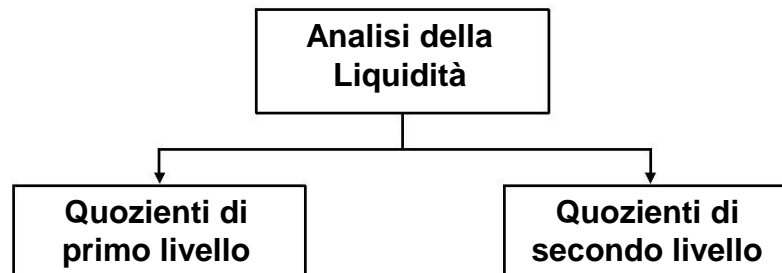 Analisi della
Liquidità
Quozienti di
primo livello
Quozienti di
secondo livello